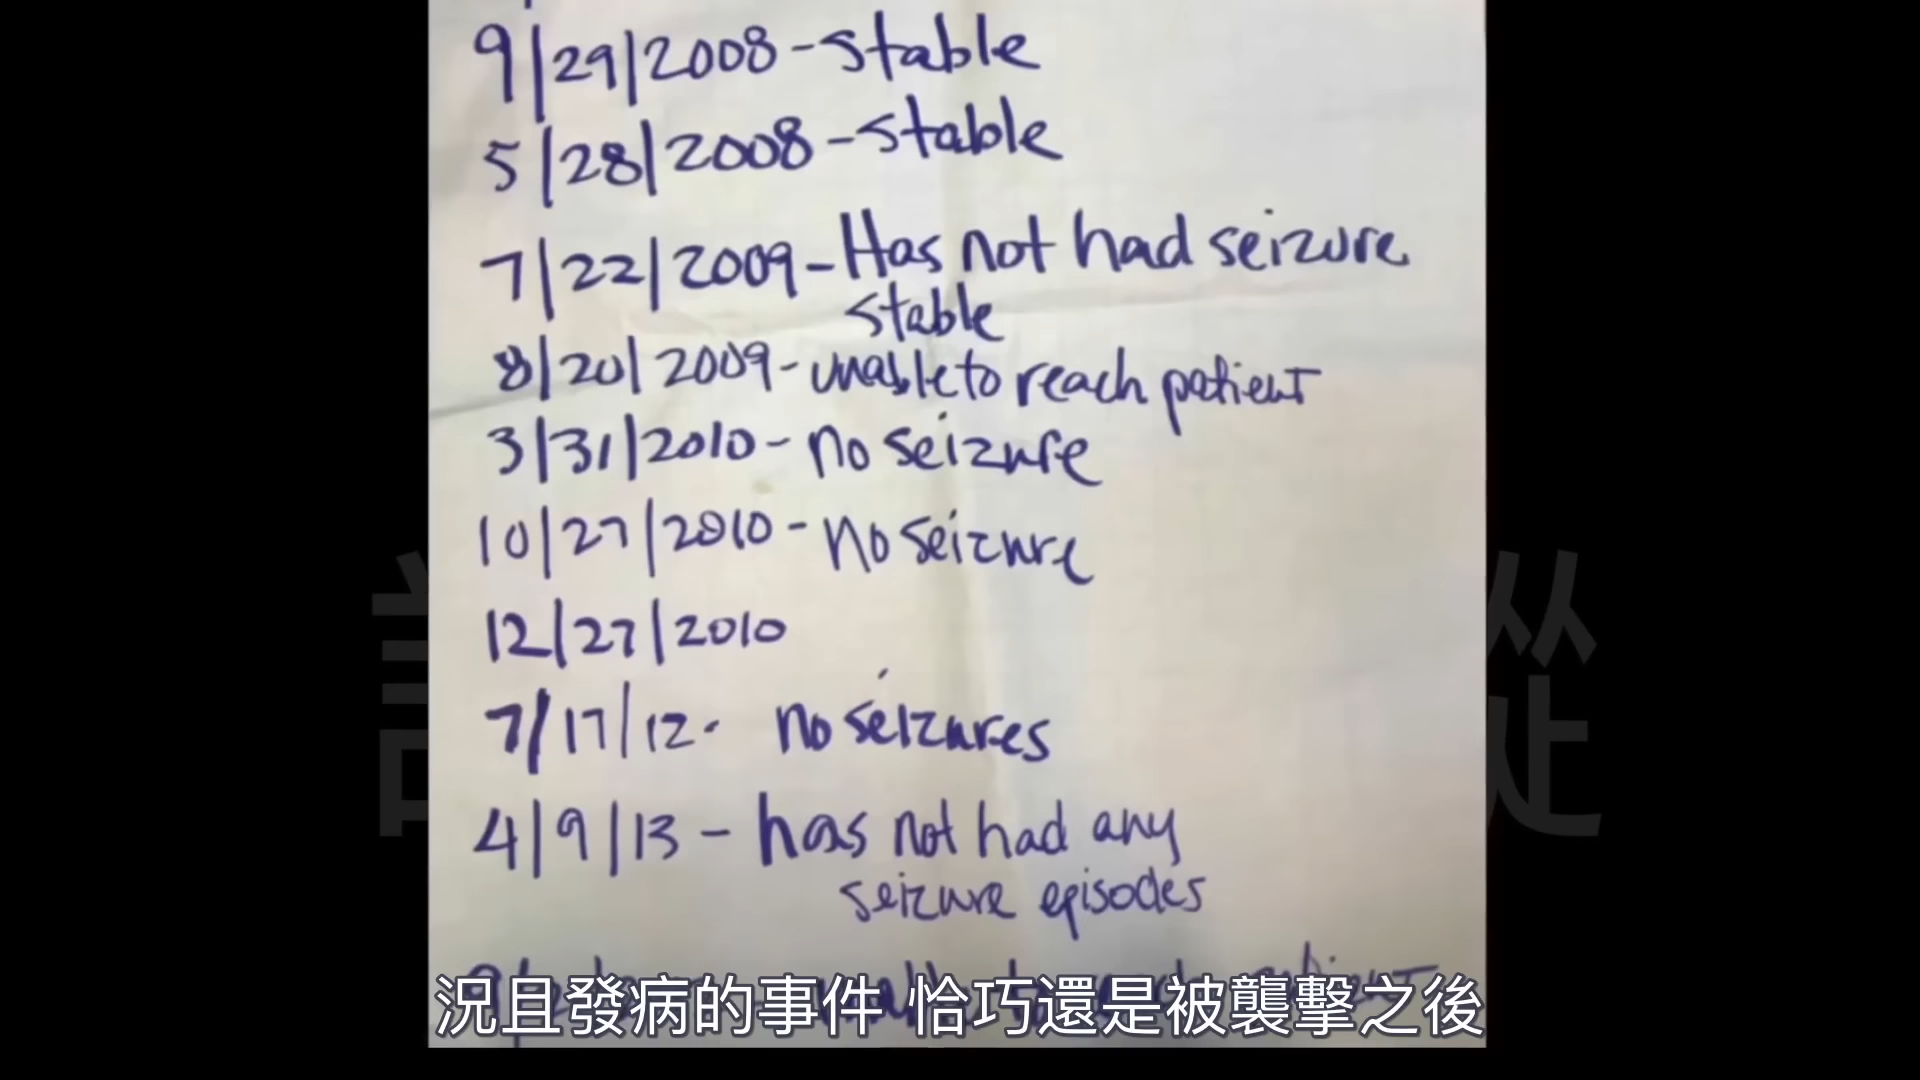 9/29/2008 - stable
5/28/2008 - stable
7/22/2009 - Has not had seizure
stable
8/20/2009 - unable to reach patient
3/31/2010 - no seizure
10/27/2010 - no seizure
12/27/2010
7/17/12. no seizures
4/9/13 - has not had any
seizure episodes
況且發病的事件 恰巧還是被襲擊之後